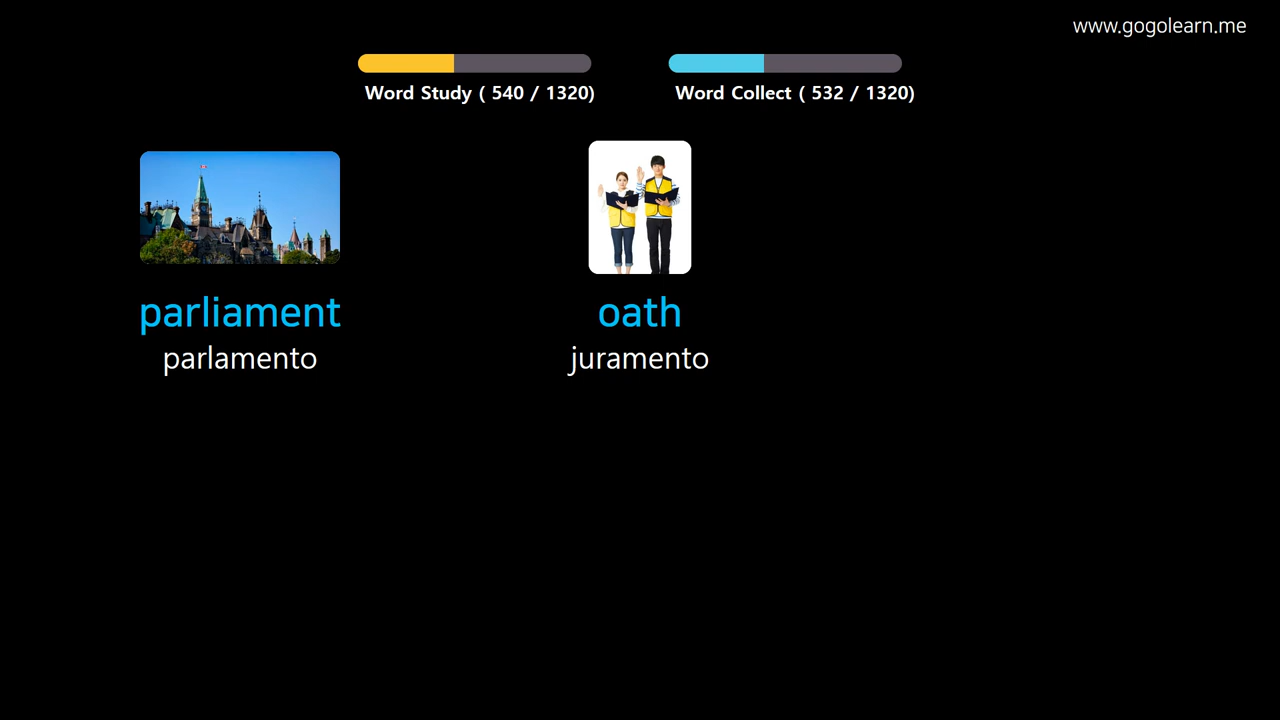 www.gogolearn.me
Word Study ( 540 / 1320)
Word Collect ( 532 / 1320)
parliament
parlamento
oath
juramento